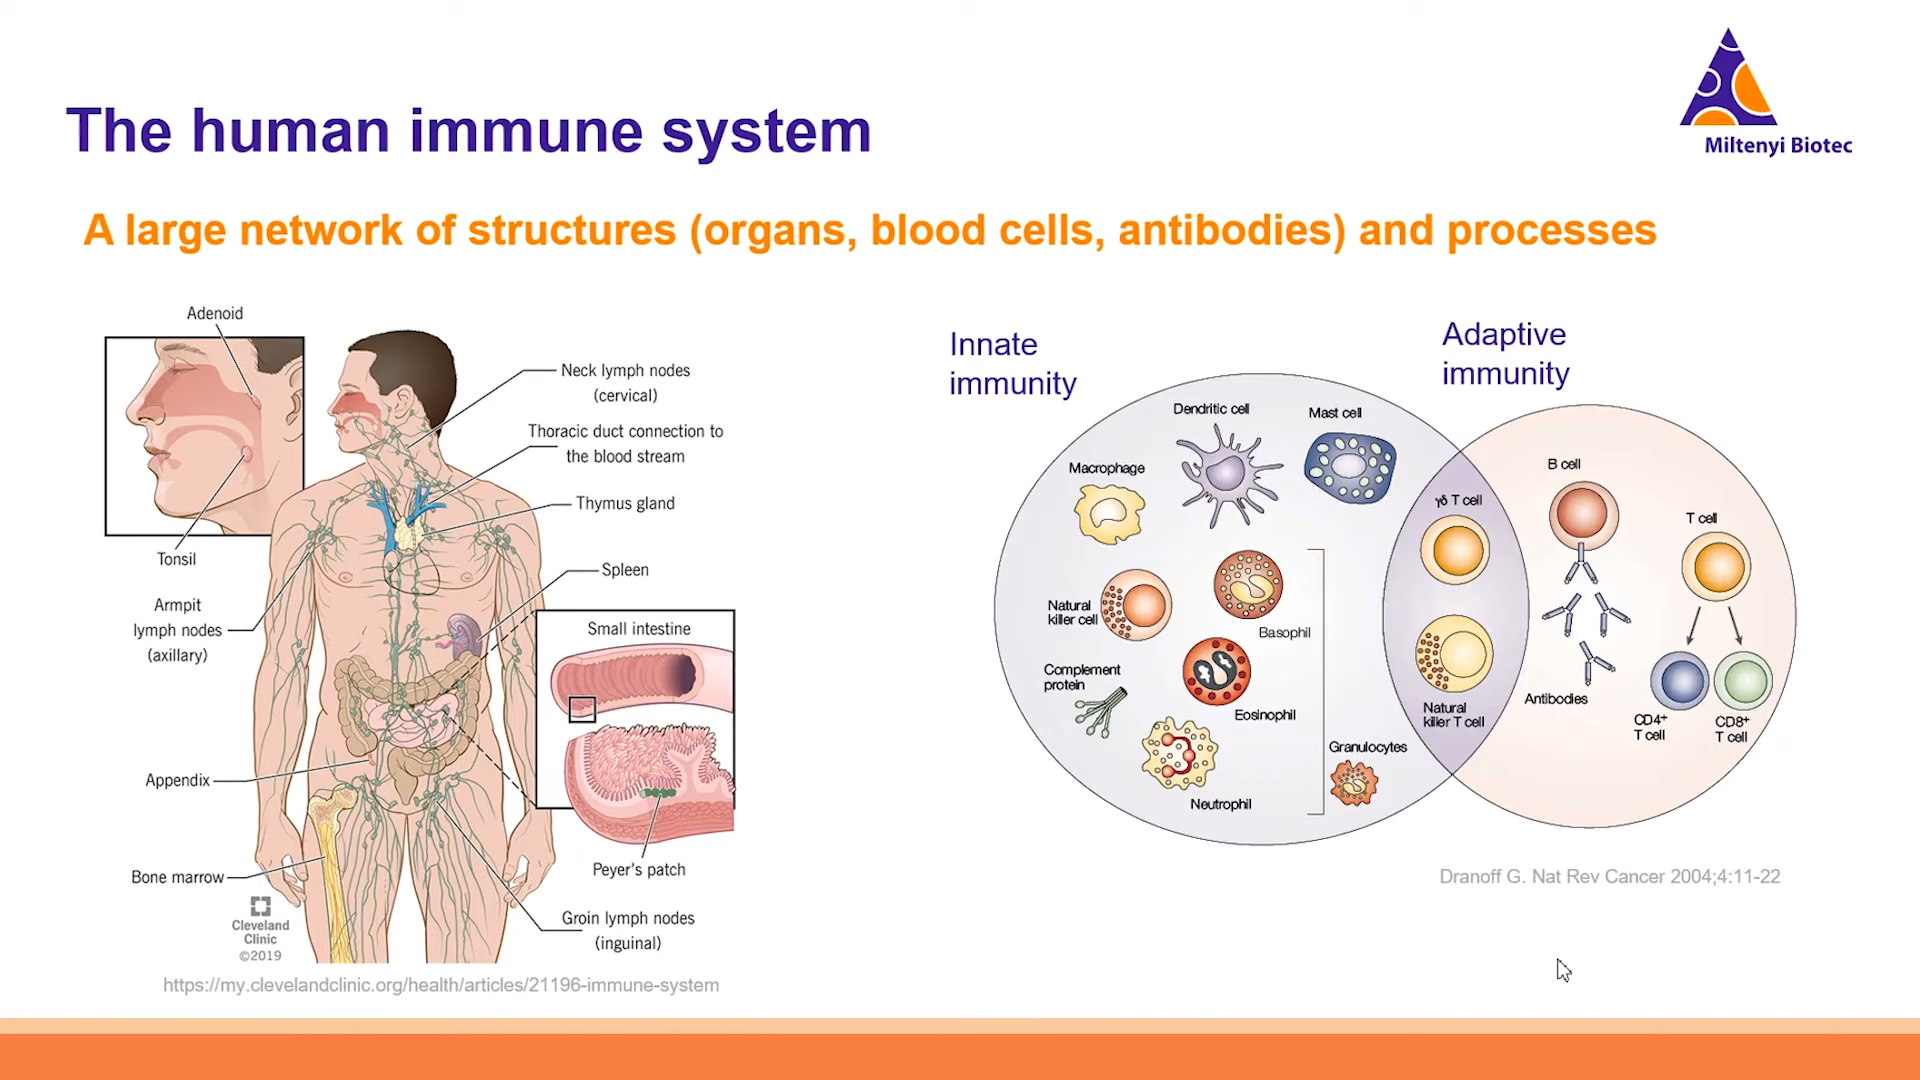 The human immune system
Miltenyi Biotec
A large network of structures (organs, blood cells, antibodies) and processes
Adenoid
Tonsil
Armpit
lymph nodes
(axillary)
Appendix
Bone marrow
Neck lymph nodes
(cervical)
Thoracic duct connection to
the blood stream
Thymus gland
Spleen
Small intestine
Peyer's patch
Groin lymph nodes
(inguinal)
Cleveland
Clinic
©2019
https://my.clevelandclinic.org/health/articles/21196-immune-system
Innate
immunity
Adaptive
immunity
Dendritic cell
Mast cell
Macrophage
Natural
killer cell
Basophil
Complement
protein
Eosinophil
Granulocytes
Neutrophil
γδ T cell
Natural
killer T cell
B cell
Antibodies
T cell
CD4+
T cell
CD8+
T cell
Dranoff G. Nat Rev Cancer 2004;4:11-22